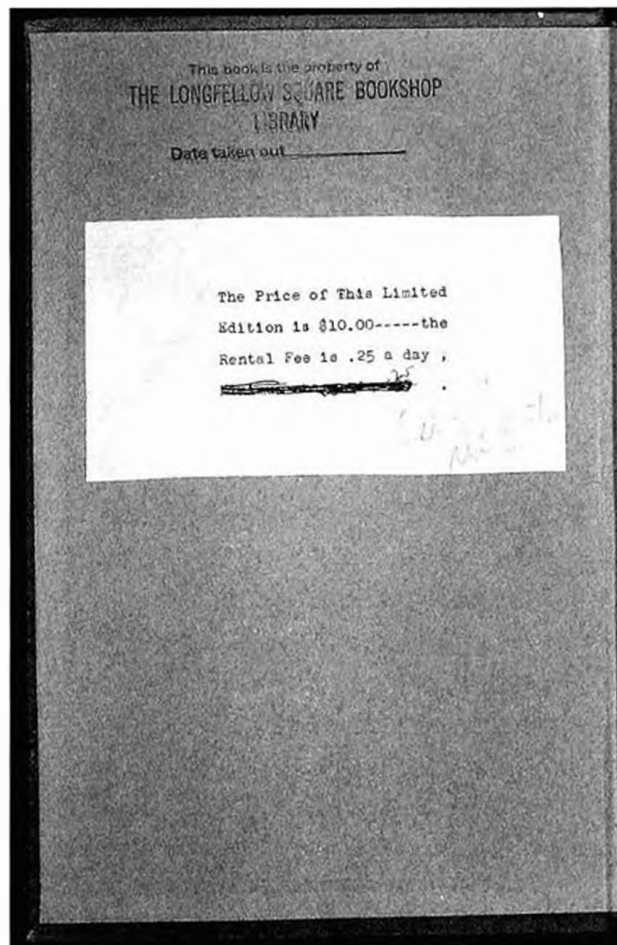 This book is the property of
THE LONGFELLOW SQUARE BOOKSHOP
LIBRARY
Date taken out
The Price of This Limited
Edition is $10.00-----the
Rental Fee is .25 a day ,
25 .